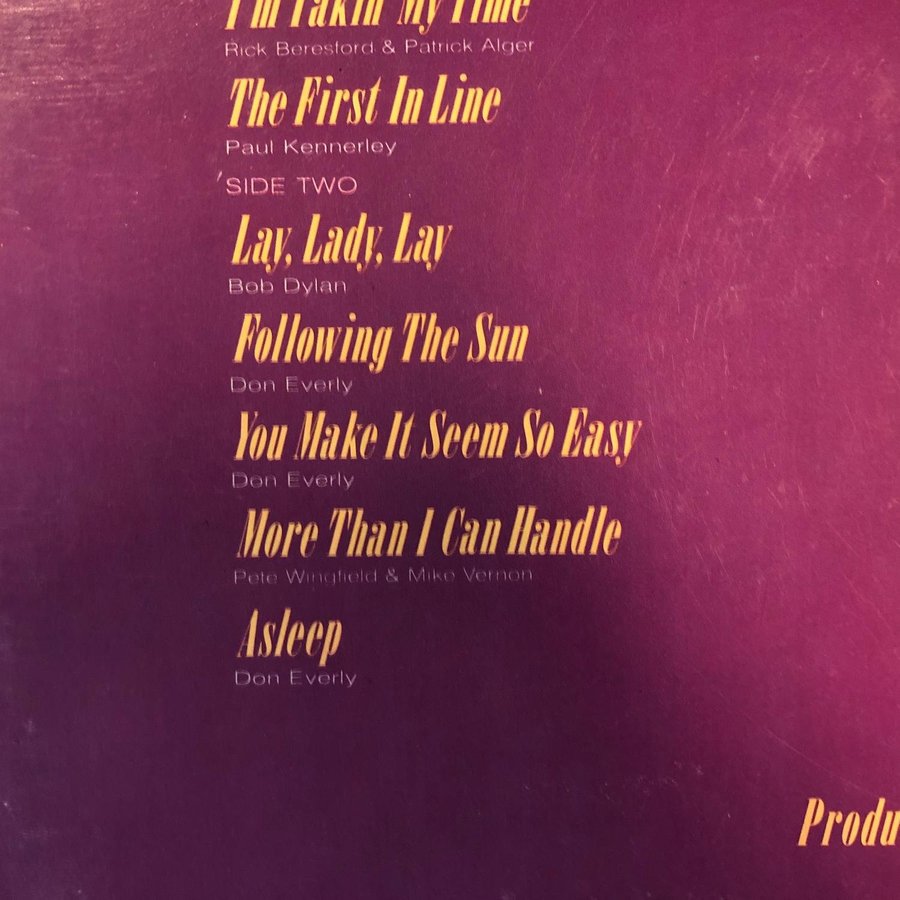 I'm Takin' My Time
Rick Beresford & Patrick Alger
The First In Line
Paul Kennerley
SIDE TWO
Lay, Lady, Lay
Bob Dylan
Following The Sun
Don Everly
You Make It Seem So Easy
Don Everly
More Than I Can Handle
Pete Wingfield & Mike Vernon
Asleep
Don Everly
Produ